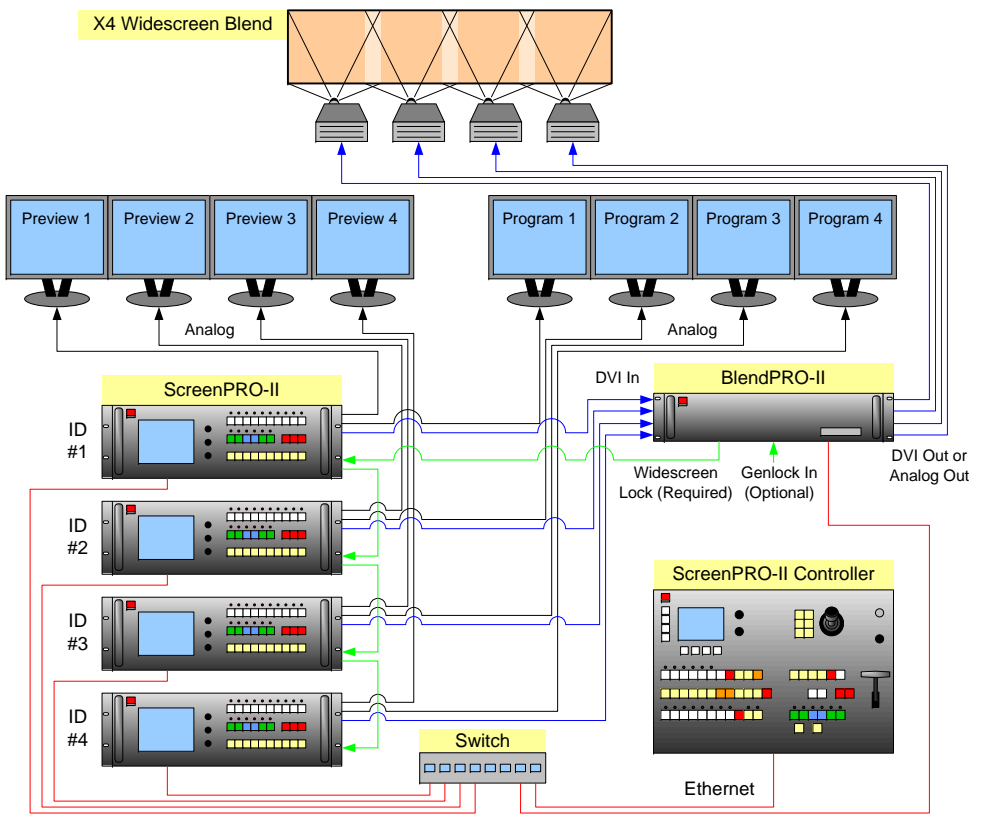 X4 Widescreen Blend
Preview 1
Preview 2
Preview 3
Preview 4
Program 1
Program 2
Program 3
Program 4
Analog
Analog
ScreenPRO-II
DVI In
BlendPRO-II
ID
#1
Widescreen
Lock (Required)
Genlock In
(Optional)
DVI Out or
Analog Out
ID
#2
ScreenPRO-II Controller
ID
#3
ID
#4
Switch
Ethernet